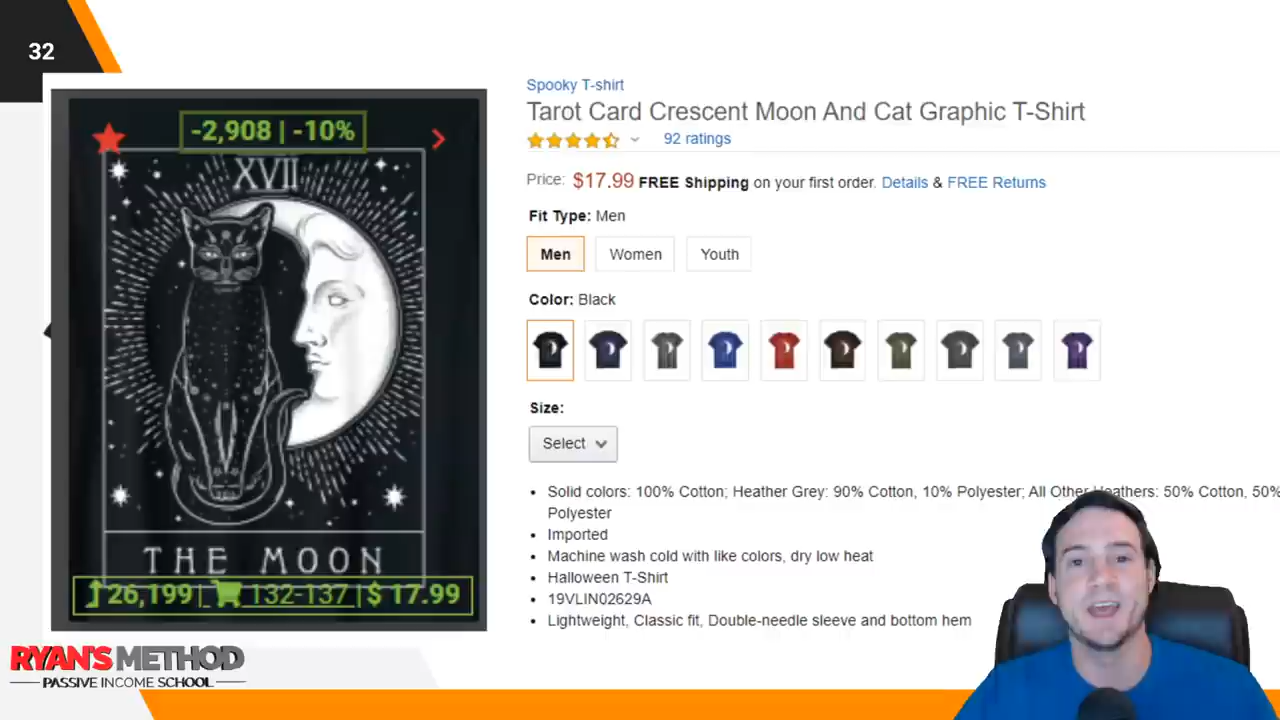 32
-2,908 | -10%
XVII
THE MOON
26,199 | 132-137 | $ 17.99
RYAN'S METHOD
PASSIVE INCOME SCHOOL
Spooky T-shirt
Tarot Card Crescent Moon And Cat Graphic T-Shirt
92 ratings
Price: $17.99 FREE Shipping on your first order. Details & FREE Returns
Fit Type: Men
Men Women Youth
Color: Black
Size:
Select
Solid colors: 100% Cotton; Heather Grey: 90% Cotton, 10% Polyester; All Other Heathers: 50% Cotton, 50%
Polyester
Imported
Machine wash cold with like colors, dry low heat
Halloween T-Shirt
19VLIN02629A
Lightweight, Classic fit, Double-needle sleeve and bottom hem